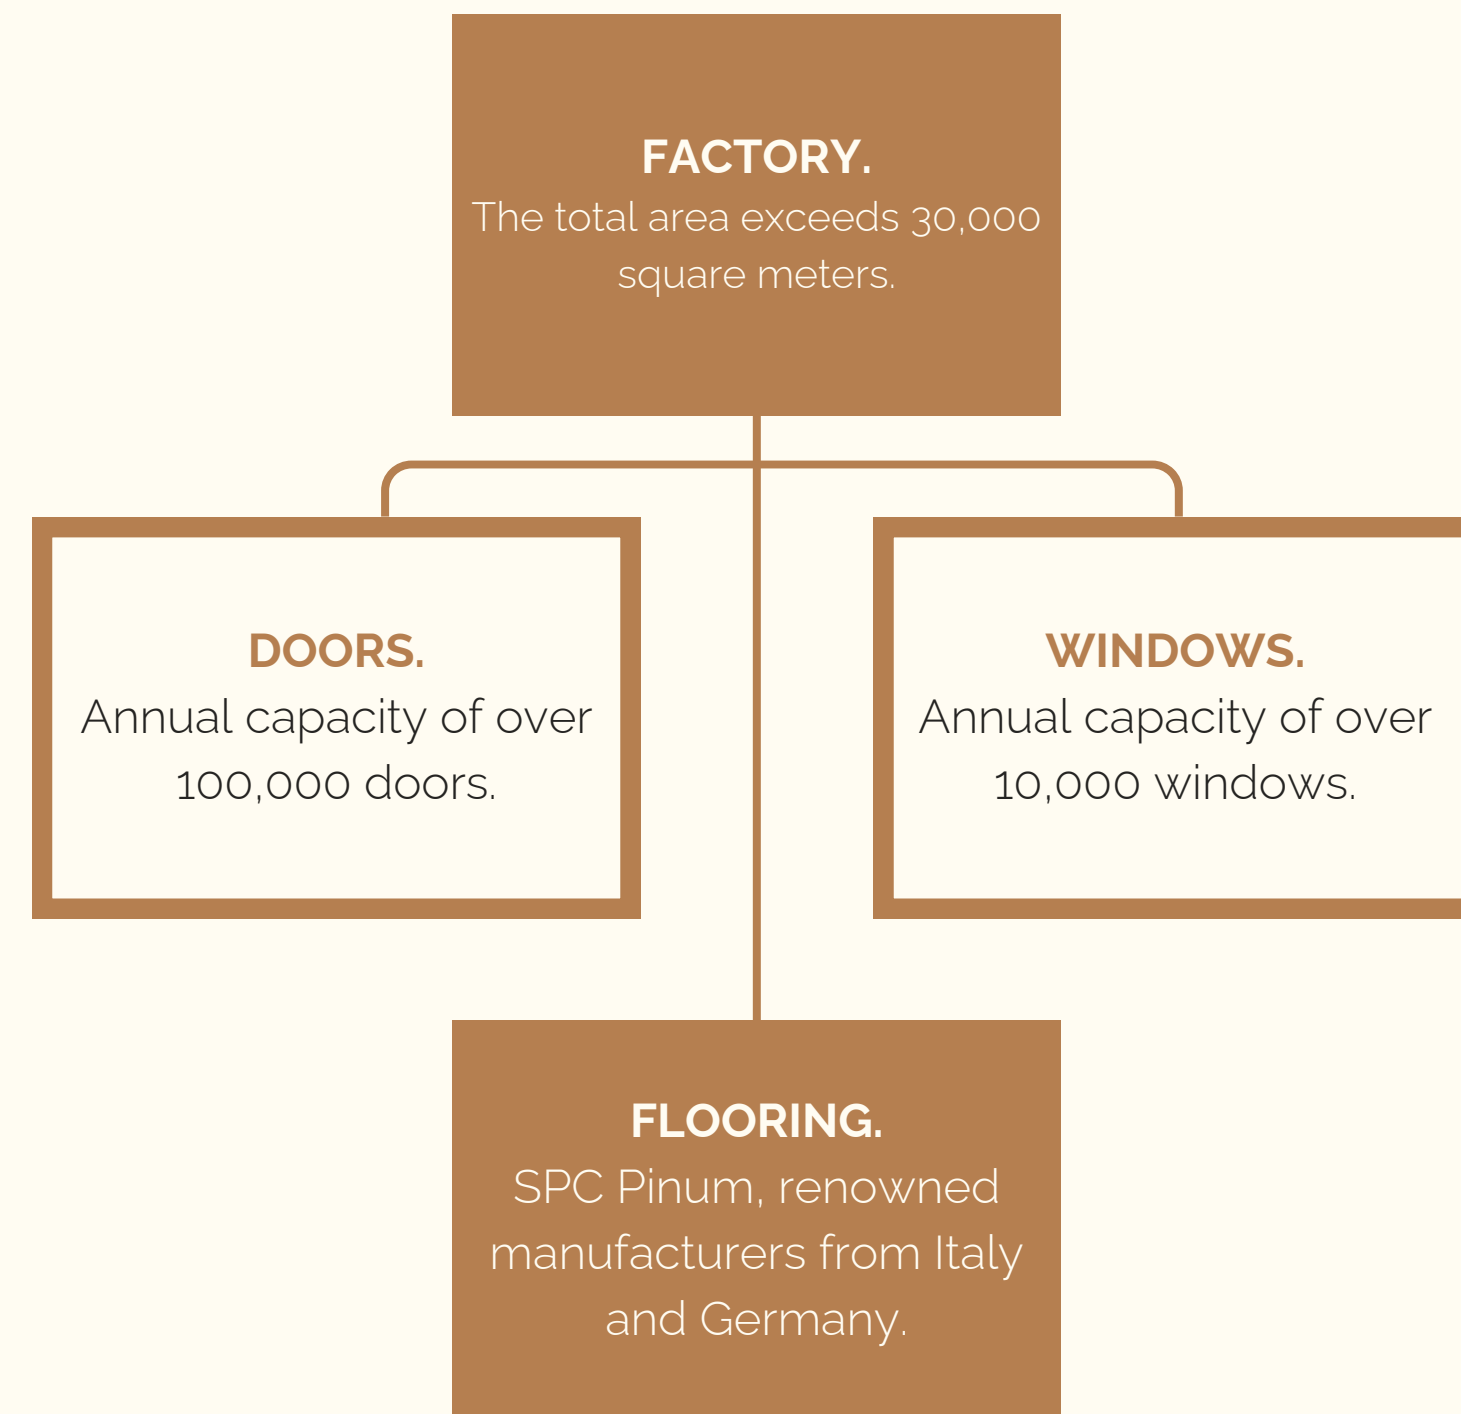 FACTORY.
The total area exceeds 30,000
square meters.
DOORS.
Annual capacity of over
100,000 doors.
WINDOWS.
Annual capacity of over
10,000 windows.
FLOORING.
SPC Pinum, renowned
manufacturers from Italy
and Germany.